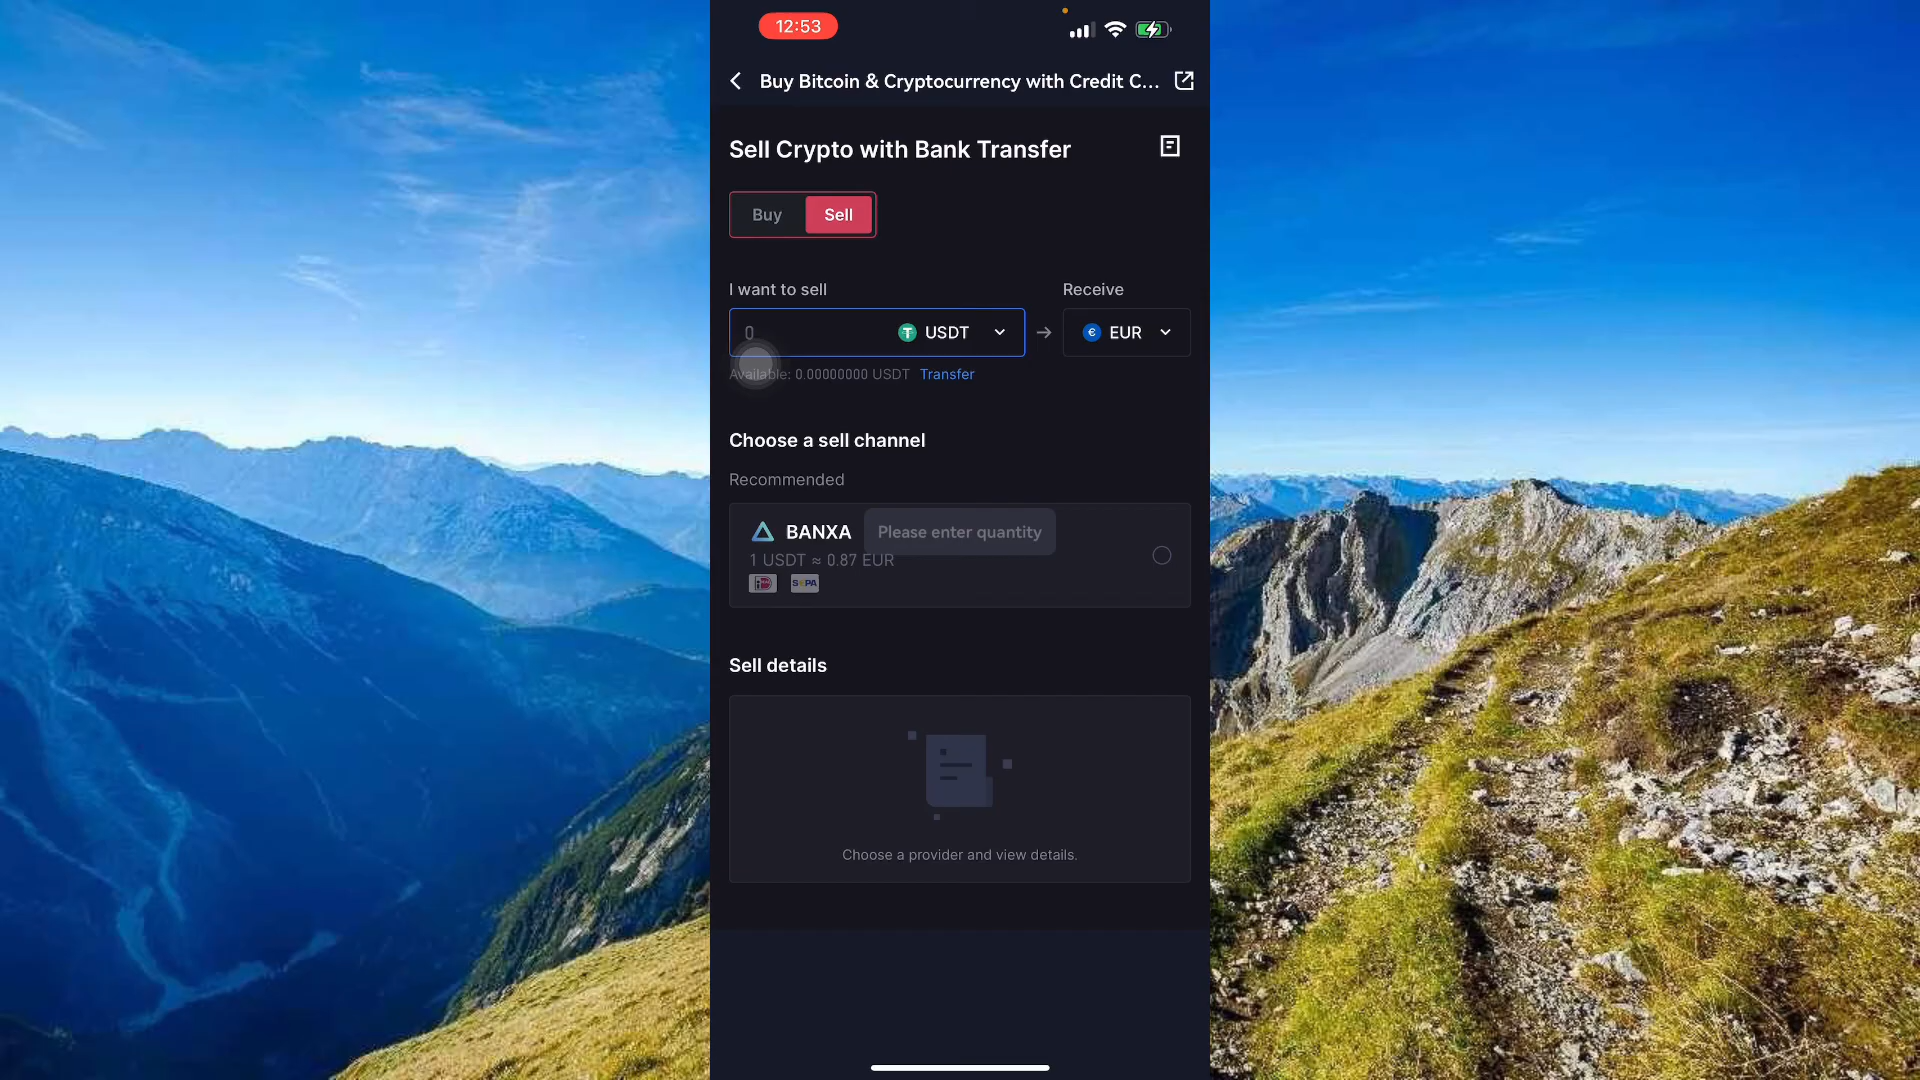 12:53
Buy Bitcoin & Cryptocurrency with Credit C...
Sell Crypto with Bank Transfer
Buy Sell
I want to sell Receive
0 USDT EUR
Available: 0.00000000 USDT Transfer
Choose a sell channel
Recommended
BANXA Please enter quantity
1 USDT ≈ 0.87 EUR
SEPA
Sell details
Choose a provider and view details.